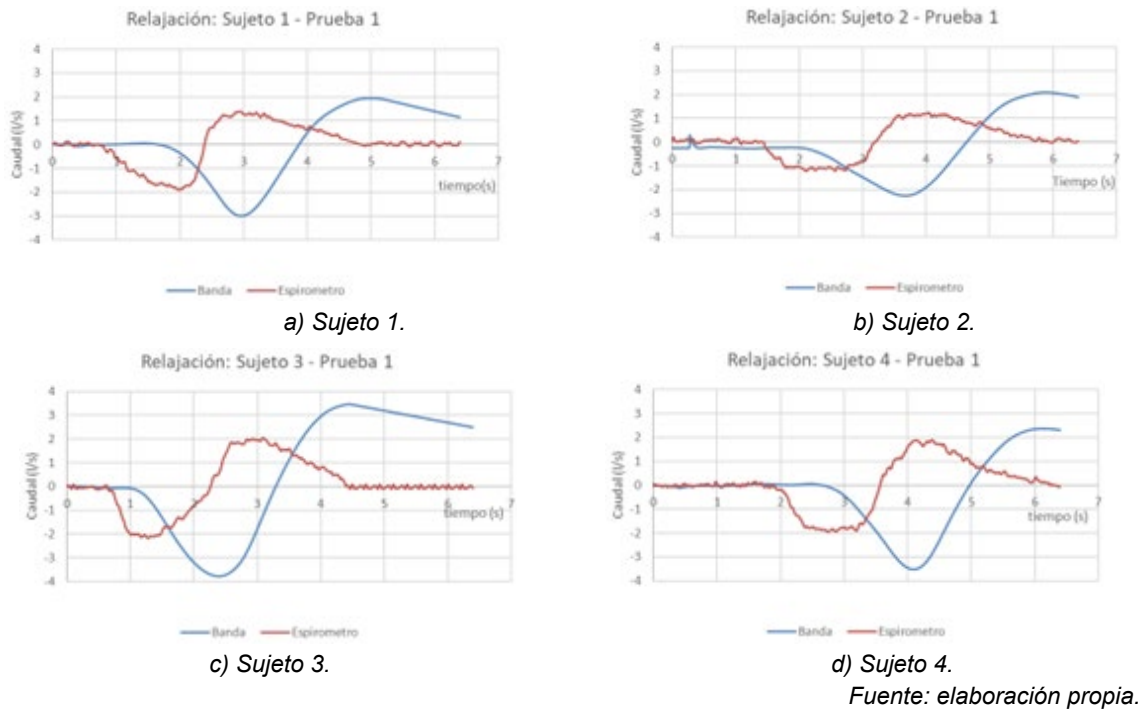 Relajación: Sujeto 1 - Prueba 1
4
3
2
1
0
-1
-2
-3
-4
Caudal (l/s)
0 1 2 3 4 5 6 7
tiempo(s)
Banda Espirometro
a) Sujeto 1.
Relajación: Sujeto 2 - Prueba 1
4
3
2
1
0
-1
-2
-3
-4
Caudal (l/s)
0 1 2 3 4 5 6 7
Tiempo (s)
Banda Espirometro
b) Sujeto 2.
Relajación: Sujeto 3 - Prueba 1
4
3
2
1
0
-1
-2
-3
-4
Caudal (l/s)
0 1 2 3 4 5 6 7
tiempo (s)
Banda Espirometro
c) Sujeto 3.
Relajación: Sujeto 4 - Prueba 1
4
3
2
1
0
-1
-2
-3
-4
Caudal (l/s)
0 1 2 3 4 5 6 7
tiempo (s)
Banda Espirometro
d) Sujeto 4.
Fuente: elaboración propia.